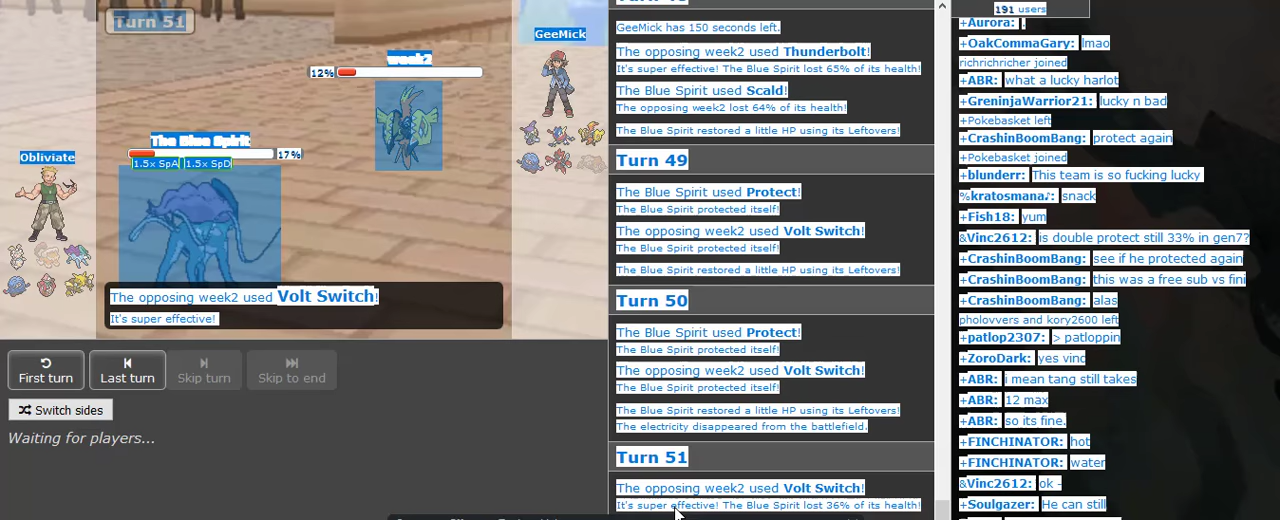 Turn 51
GeeMick
week2
12%
The Blue Spirit
17%
1.5x SpA 1.5x SpD
Obliviate
The opposing week2 used Volt Switch!
It's super effective!
First turn
Last turn
Skip turn
Skip to end
Switch sides
Waiting for players...
GeeMick has 150 seconds left.
The opposing week2 used Thunderbolt!
It's super effective! The Blue Spirit lost 65% of its health!
The Blue Spirit used Scald!
The opposing week2 lost 64% of its health!
The Blue Spirit restored a little HP using its Leftovers!
Turn 49
The Blue Spirit used Protect!
The Blue Spirit protected itself!
The opposing week2 used Volt Switch!
The Blue Spirit protected itself!
The Blue Spirit restored a little HP using its Leftovers!
Turn 50
The Blue Spirit used Protect!
The Blue Spirit protected itself!
The opposing week2 used Volt Switch!
The Blue Spirit protected itself!
The Blue Spirit restored a little HP using its Leftovers!
The electricity disappeared from the battlefield.
Turn 51
The opposing week2 used Volt Switch!
It's super effective! The Blue Spirit lost 36% of its health!
191 users
+Aurora: .
+OakCommaGary: lmao
richrichricher joined
+ABR: what a lucky harlot
+GreninjaWarrior21: lucky n bad
+Pokebasket left
+CrashinBoomBang: protect again
+Pokebasket joined
+blunderr: This team is so fucking lucky
%kratosmana♪: snack
+Fish18: yum
&Vinc2612: is double protect still 33% in gen7?
+CrashinBoomBang: see if he protected again
+CrashinBoomBang: this was a free sub vs fini
+CrashinBoomBang: alas
pholovvers and kory2600 left
+patlop2307: > patloppin
+ZoroDark: yes vinc
+ABR: i mean tang still takes
+ABR: 12 max
+ABR: so its fine.
+FINCHINATOR: hot
+FINCHINATOR: water
&Vinc2612: ok -
+Soulgazer: He can still